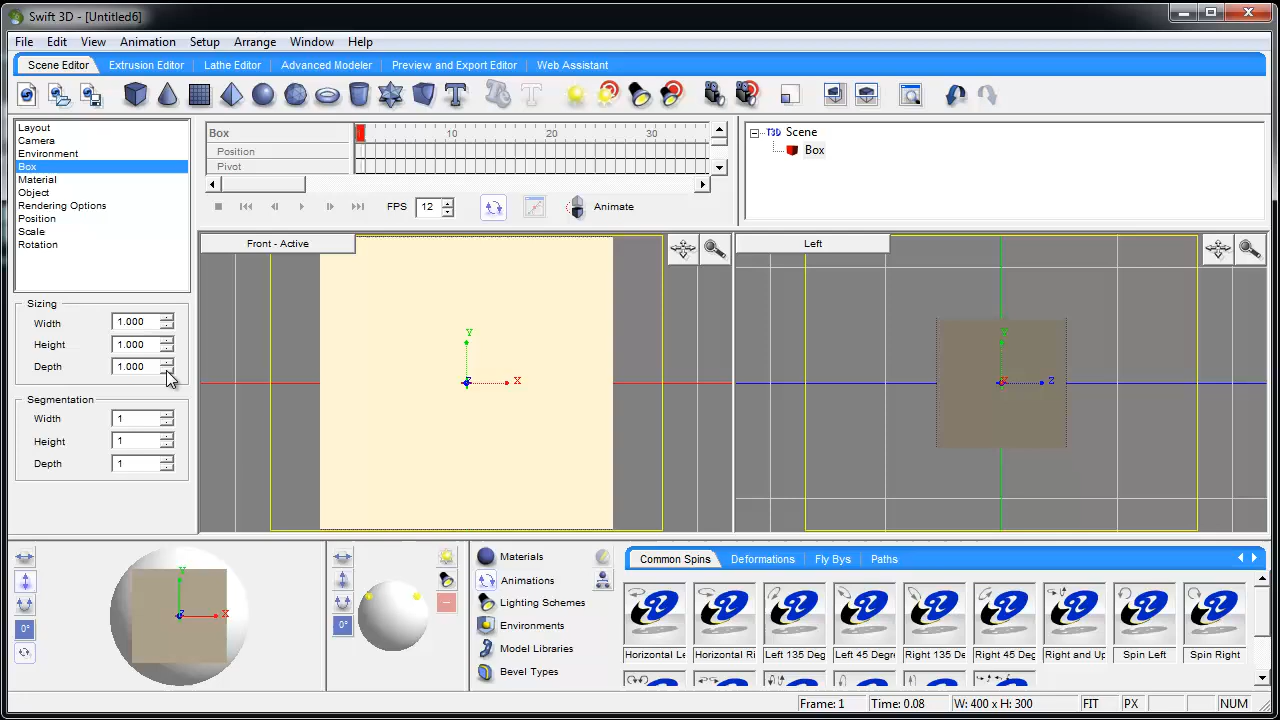 Swift 3D - [Untitled6]
File Edit View Animation Setup Arrange Window Help
Scene Editor Extrusion Editor Lathe Editor Advanced Modeler Preview and Export Editor Web Assistant
Layout
Camera
Environment
Box
Material
Object
Rendering Options
Position
Scale
Rotation
Box
Position
Pivot
10 20 30
FPS 12 Animate
T3D Scene
Box
Front - Active
Left
Sizing
Width 1.000
Height 1.000
Depth 1.000
Segmentation
Width 1
Height 1
Depth 1
Y
X
Y
Z
Y
X
0°
0°
Materials
Animations
Lighting Schemes
Environments
Model Libraries
Bevel Types
Common Spins Deformations Fly Bys Paths
Horizontal Le Horizontal Ri Left 135 Deg Left 45 Degre Right 135 De Right 45 Deg Right and Up Spin Left Spin Right
Frame: 1 Time: 0.08 W: 400 x H: 300 FIT PX NUM